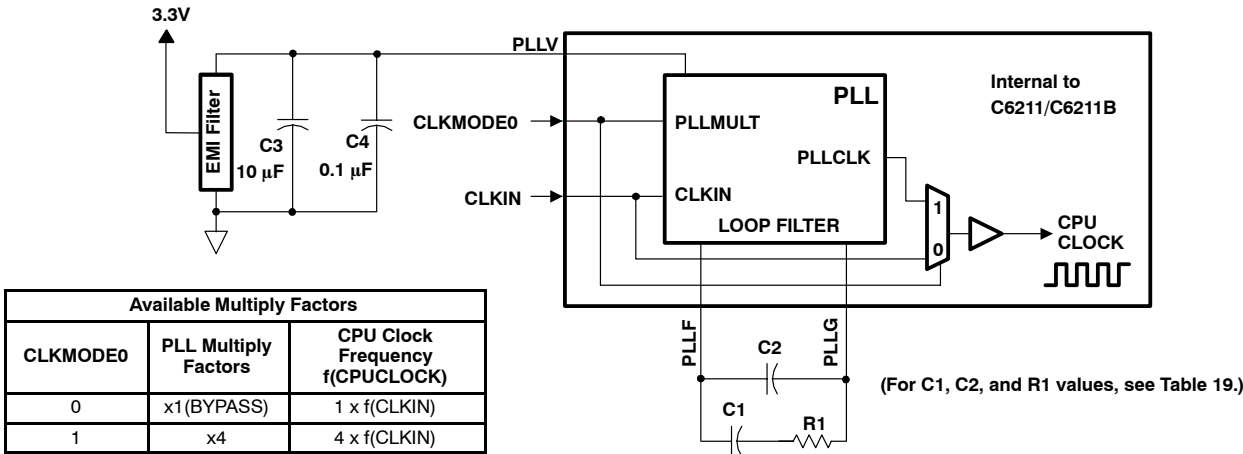 3.3V
PLLV
EMI Filter
C3
10 µF
C4
0.1 µF
CLKMODE0
CLKIN
PLL
PLLMULT
PLLCLK
CLKIN
LOOP FILTER
Internal to
C6211/C6211B
1
0
CPU
CLOCK
PLLF
PLLG
C2
C1
R1
(For C1, C2, and R1 values, see Table 19.)
Available Multiply Factors
CLKMODE0
PLL Multiply
Factors
CPU Clock
Frequency
f(CPUCLOCK)
0
x1(BYPASS)
1 x f(CLKIN)
1
x4
4 x f(CLKIN)